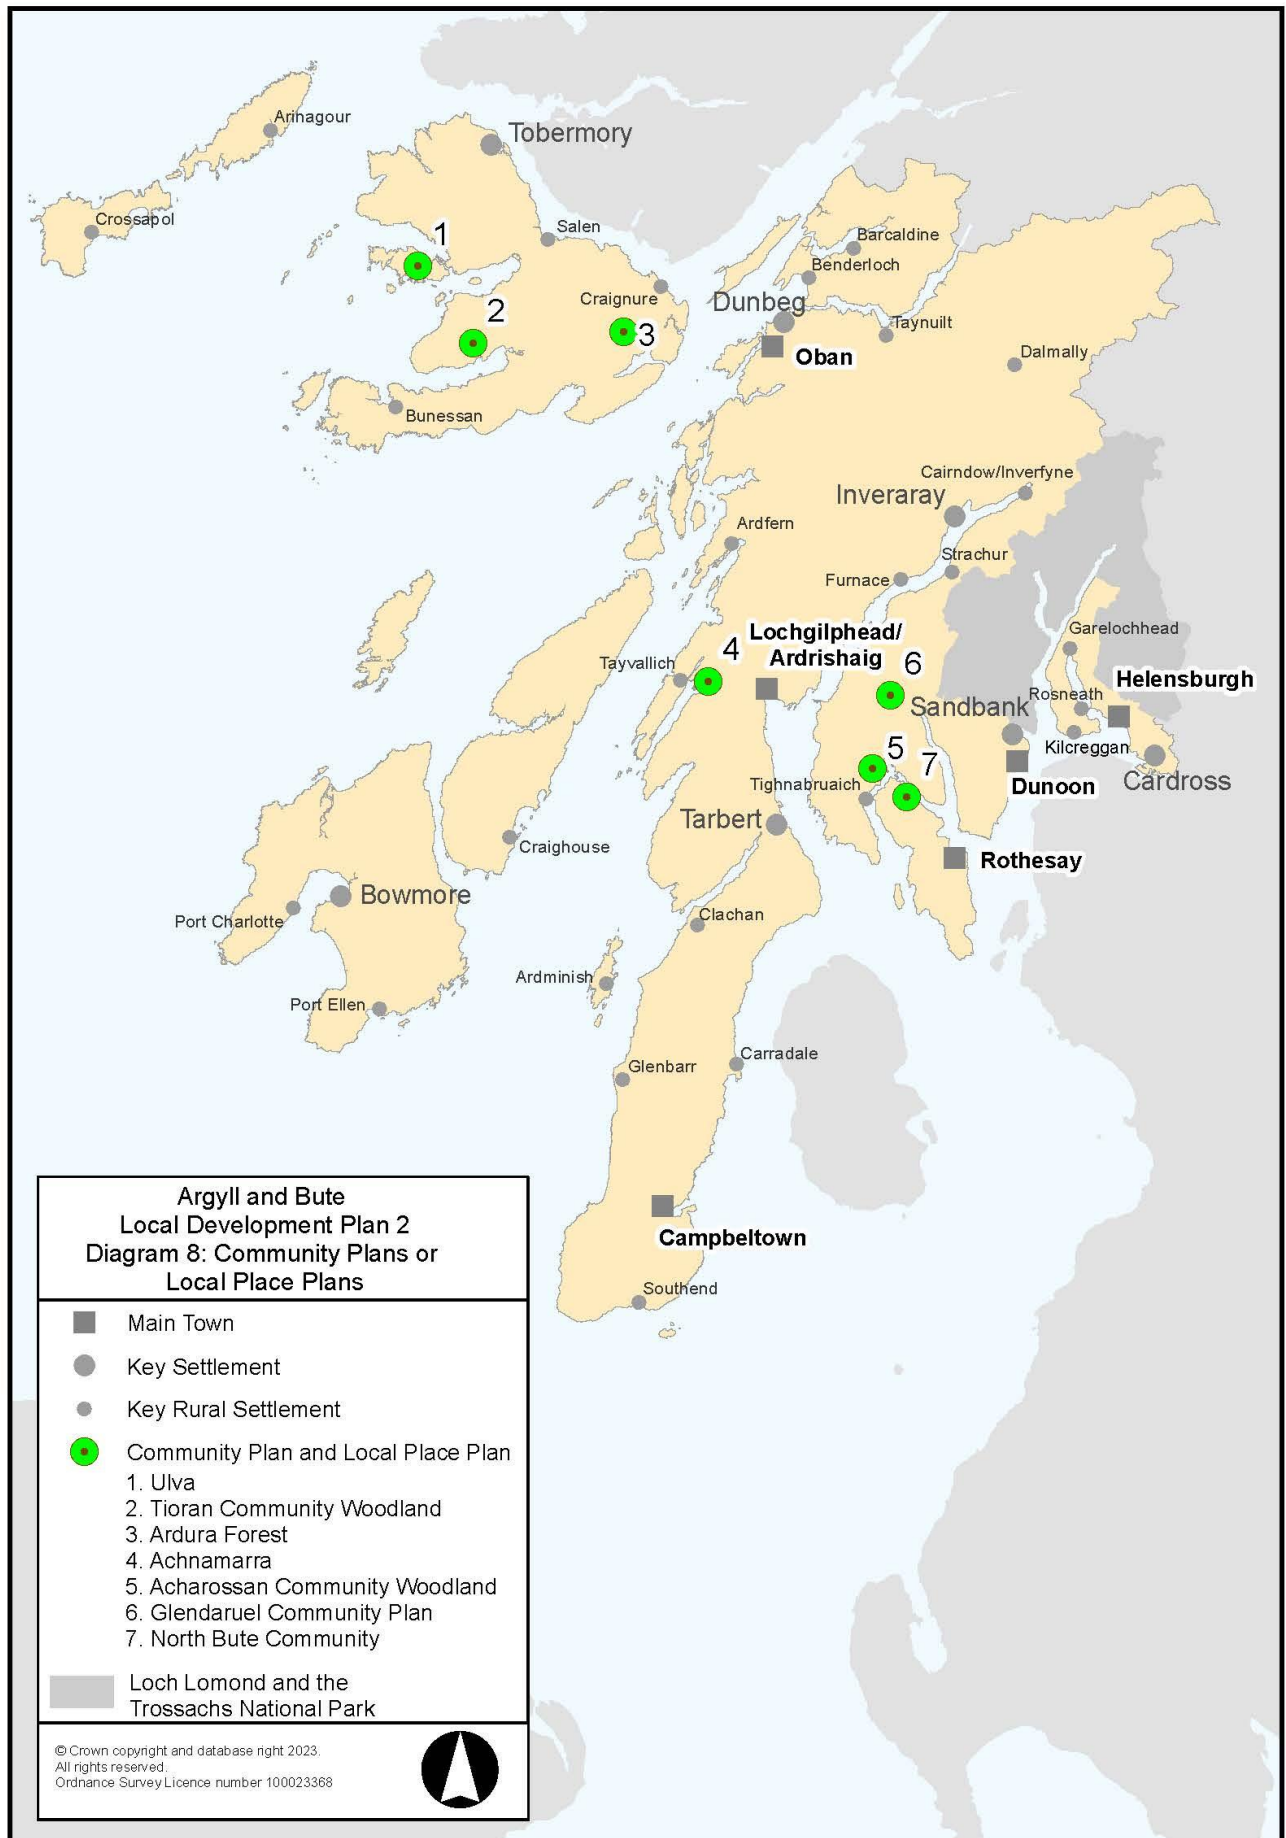 Arinagour
Tobermory
Crossapol
Salen
1
Barcaldine
Benderloch
Craignure
Dunbeg
2
3
Taynuilt
Oban
Dalmally
Bunessan
Cairndow/Inverfyne
Inveraray
Ardfern
Strachur
Furnace
Garelochhead
Lochgilphead/
Ardrishaig
Tayvallich
4
6
Helensburgh
Rosneath
Sandbank
Kilcreggan
5
7
Tighnabruaich
Dunoon
Cardross
Tarbert
Craighouse
Rothesay
Bowmore
Port Charlotte
Clachan
Ardminish
Port Ellen
Carradale
Glenbarr
Campbeltown
Southend
Argyll and Bute
Local Development Plan 2
Diagram 8: Community Plans or
Local Place Plans
Main Town
Key Settlement
Key Rural Settlement
Community Plan and Local Place Plan
1. Ulva
2. Tioran Community Woodland
3. Ardura Forest
4. Achnamarra
5. Acharossan Community Woodland
6. Glendaruel Community Plan
7. North Bute Community
Loch Lomond and the
Trossachs National Park
© Crown copyright and database right 2023.
All rights reserved.
Ordnance Survey Licence number 100023368